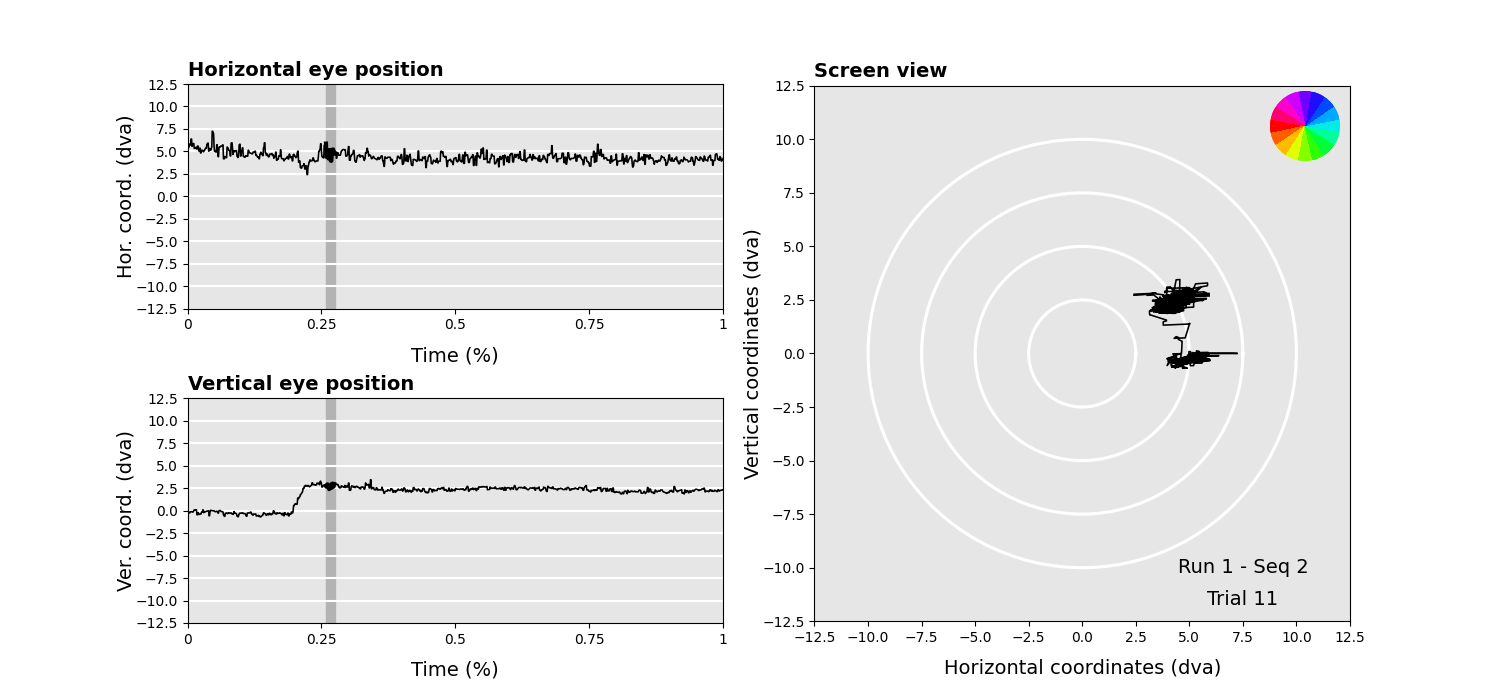 Horizontal eye position
Hor. coord. (dva)
12.5
10.0
7.5
5.0
2.5
0.0
−2.5
−5.0
−7.5
−10.0
−12.5
0 0.25 0.5 0.75 1
Time (%)
Vertical eye position
Ver. coord. (dva)
12.5
10.0
7.5
5.0
2.5
0.0
−2.5
−5.0
−7.5
−10.0
−12.5
0 0.25 0.5 0.75 1
Time (%)
Screen view
Vertical coordinates (dva)
12.5
10.0
7.5
5.0
2.5
0.0
−2.5
−5.0
−7.5
−10.0
−12.5
Run 1 - Seq 2
Trial 11
−12.5 −10.0 −7.5 −5.0 −2.5 0.0 2.5 5.0 7.5 10.0 12.5
Horizontal coordinates (dva)